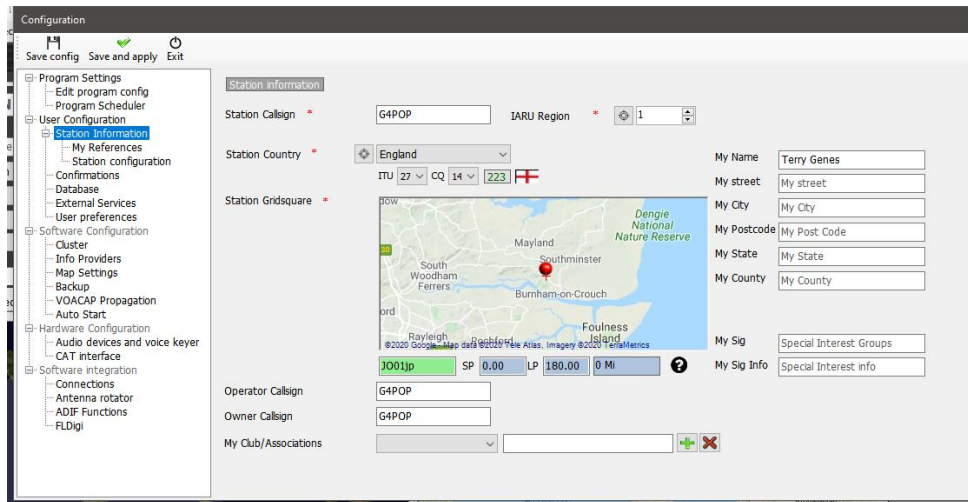 Configuration
Save config Save and apply Exit
Program Settings
Edit program config
Program Scheduler
User Configuration
Station Information
My References
Station configuration
Confirmations
Database
External Services
User preferences
Software Configuration
Cluster
Info Providers
Map Settings
Backup
VOACAP Propagation
Auto Start
Hardware Configuration
Audio devices and voice keyer
CAT interface
Software integration
Connections
Antenna rotator
ADIF Functions
FLDigi
Station information
Station Callsign * G4POP IARU Region * 1
Station Country * England
ITU 27 CQ 14 223
Station Gridsquare *
dow
Dengie
National
Nature Reserve
30
Mayland
Southminster
South
Woodham
Ferrers
Burnham-on-Crouch
ord
Foulness
Island
Rayleigh
Rochford
©2020 Google - Map data ©2020 Tele Atlas, Imagery ©2020 TerraMetrics
JO01jp SP 0.00 LP 180.00 0 Mi ?
Operator Callsign G4POP
Owner Callsign G4POP
My Club/Associations
My Name Terry Genes
My street My street
My City My City
My Postcode My Post Code
My State My State
My County My County
My Sig Special Interest Groups
My Sig Info Special Interest info